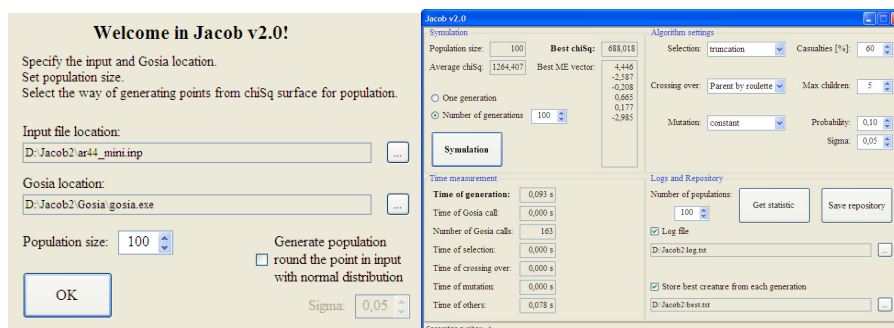 Welcome in Jacob v2.0!
Specify the input and Gosia location.
Set population size.
Select the way of generating points from chiSq surface for population.
Input file location:
D:\Jacob2\ar44_mini.inp
...
Gosia location:
D:\Jacob2\Gosia\gosia.exe
...
Population size: 100
Generate population
round the point in input
with normal distribution
OK
Sigma: 0,05
Jacob v2.0
Symulation
Population size: 100 Best chiSq: 688,018
Average chiSq: 1264,407 Best ME vector: 4,446
-2,587
-0,208
0,665
0,177
-2,985
One generation
Number of generations 100
Symulation
Algorithm settings
Selection: truncation Casualties [%]: 60
Crossing over: Parent by roulette Max children: 5
Mutation: constant Probability: 0,10
Sigma: 0,05
Time measurement
Time of generation: 0,093 s
Time of Gosia call: 0,000 s
Number of Gosia calls: 163
Time of selection: 0,000 s
Time of crossing over: 0,000 s
Time of mutation: 0,000 s
Time of others: 0,078 s
Logs and Repository
Number of populations:
100
Get statistic
Save repository
Log file
D:\Jacob2\log.txt
...
Store best creature from each generation
D:\Jacob2\best.txt
...